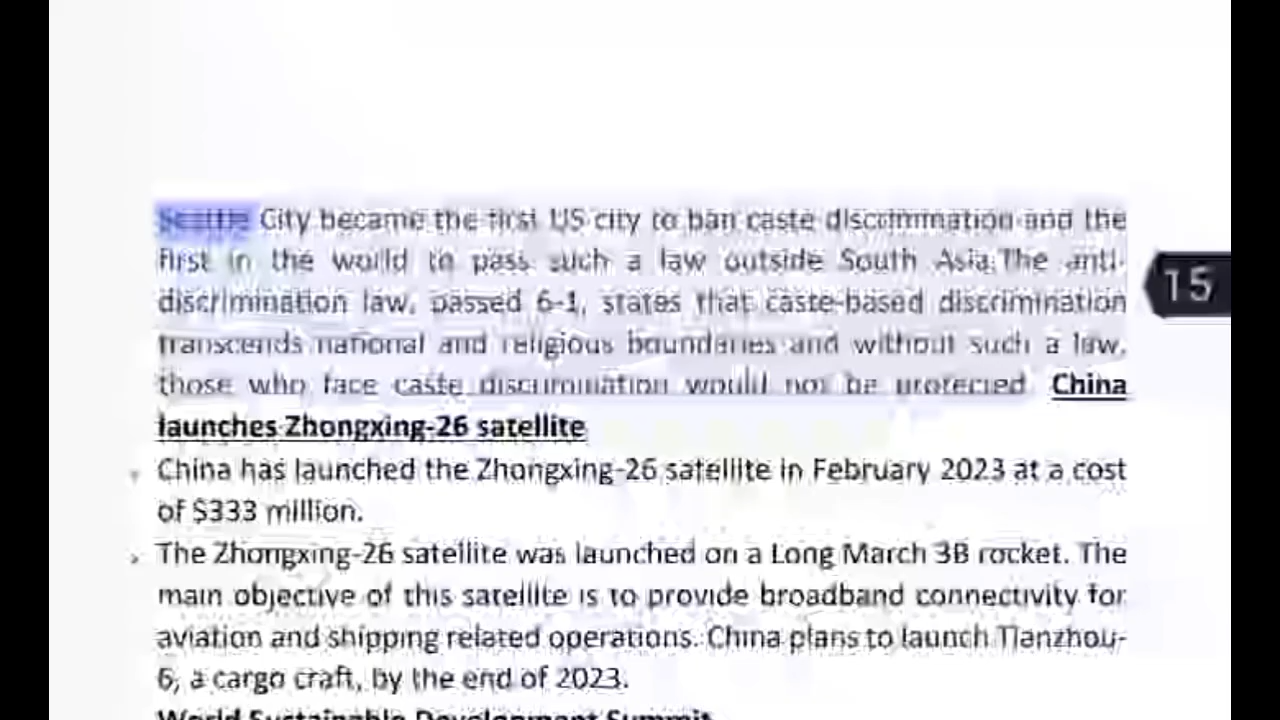 Seattle City became the first US city to ban caste discrimination and the
first in the world to pass such a law outside South Asia.The anti-
discrimination law, passed 6-1, states that caste-based discrimination
transcends national and religious boundaries and without such a law,
those who face caste discrimination would not be protected. China
launches Zhongxing-26 satellite
China has launched the Zhongxing-26 satellite in February 2023 at a cost
of $333 million.
The Zhongxing-26 satellite was launched on a Long March 3B rocket. The
main objective of this satellite is to provide broadband connectivity for
aviation and shipping related operations. China plans to launch Tianzhou-
6, a cargo craft, by the end of 2023.
World Sustainable Development Summit
15